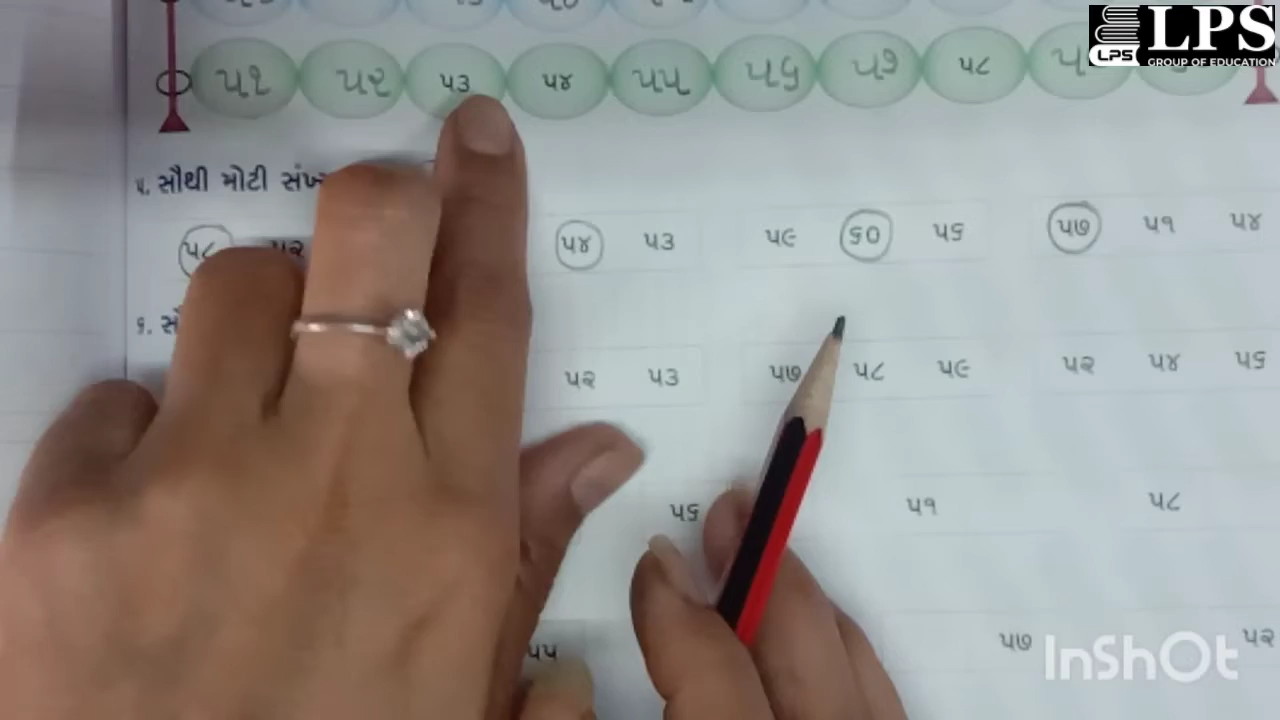 LPS
LPS GROUP OF EDUCATION
૫૧ ૫૨ ૫૩ ૫૪ ૫૫ ૫૬ ૫૭ ૫૮
૫. સૌથી મોટી
૫૮ ૫૨ ૫૪ ૫૩ ૫૯ ૬૦ ૫૬ ૫૭ ૫૧ ૫૪
૬.
૫૨ ૫૩ ૫૭ ૫૮ ૫૯ ૫૨ ૫૪ ૫૬
૫૬ ૫૧ ૫૮
૫૫ ૫૭ ૫૨
InShOt